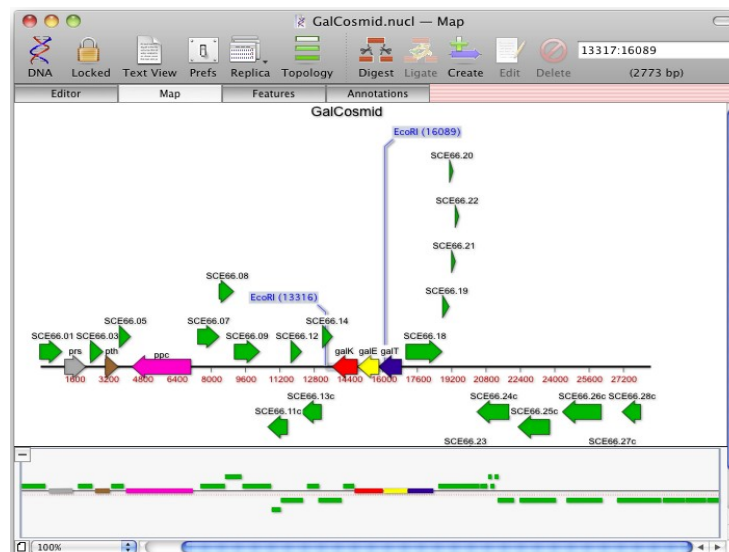 GalCosmid.nucl — Map
DNA Locked Text View Prefs Replica Topology Digest Ligate Create Edit Delete
13317:16089
(2773 bp)
Editor Map Features Annotations
GalCosmid
EcoRI (16089)
SCE66.20
SCE66.22
SCE66.21
SCE66.08
SCE66.19
EcoRI (13316)
SCE66.05 SCE66.14
SCE66.01 SCE66.03 SCE66.07 SCE66.09 SCE66.12 SCE66.18
prs pth ppc galK galE galT
1600 3200 4800 6400 8000 9600 11200 12800 14400 16000 17600 19200 20800 22400 24000 25600 27200
SCE66.13c SCE66.24c SCE66.26c SCE66.28c
SCE66.11c SCE66.25c
SCE66.23 SCE66.27c
100%